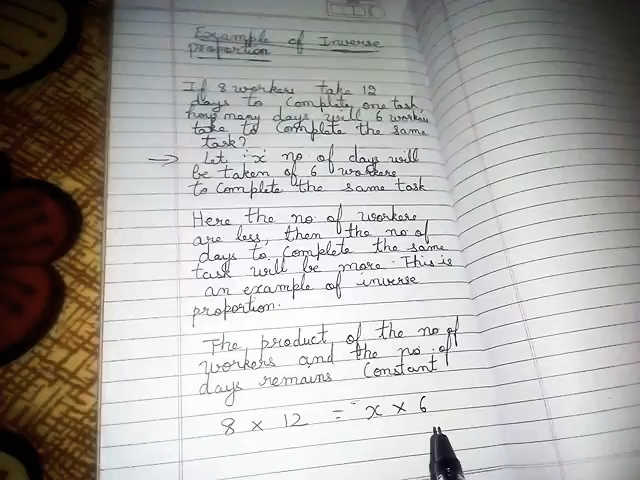 Example of Inverse
proportion
If 8 workers take 12
days to complete one task,
how many days will 6 workers
take to complete the same
task?
→ Let 'x' no of days will
be taken of 6 workers
to complete the same task
Here the no. of workers
are less, then the no of
days to complete the same
task will be more. This is
an example of inverse
proportion.
The product of the no of
workers and the no. of
days remains constant
8 × 12 = x × 6